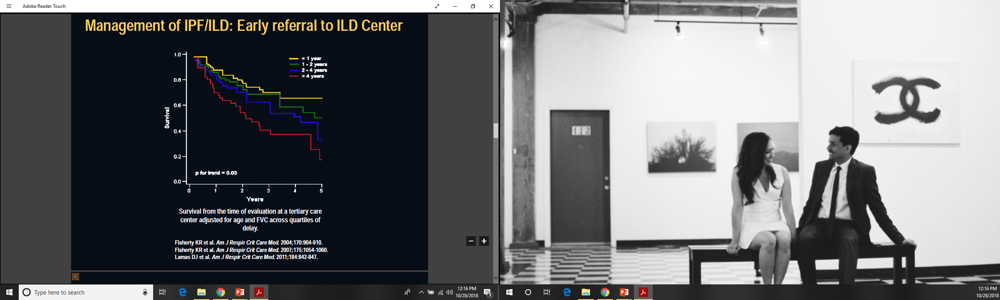 Adobe Reader Touch
Management of IPF/ILD: Early referral to ILD Center
1.0
0.8
0.6
0.4
0.2
0.0
Survival
< 1 year
1 - 2 years
2 - 4 years
> 4 years
p for trend = 0.03
0 1 2 3 4 5
Years
Survival from the time of evaluation at a tertiary care
center adjusted for age and FVC across quartiles of
delay.
Flaherty KR et al. Am J Respir Crit Care Med. 2004;170:904-910.
Flaherty KR et al. Am J Respir Crit Care Med. 2007;175:1054-1060.
Lamas DJ et al. Am J Respir Crit Care Med. 2011;184:842-847.
Type here to search
12:16 PM
10/28/2018
3
112
12:16 PM
10/28/2018